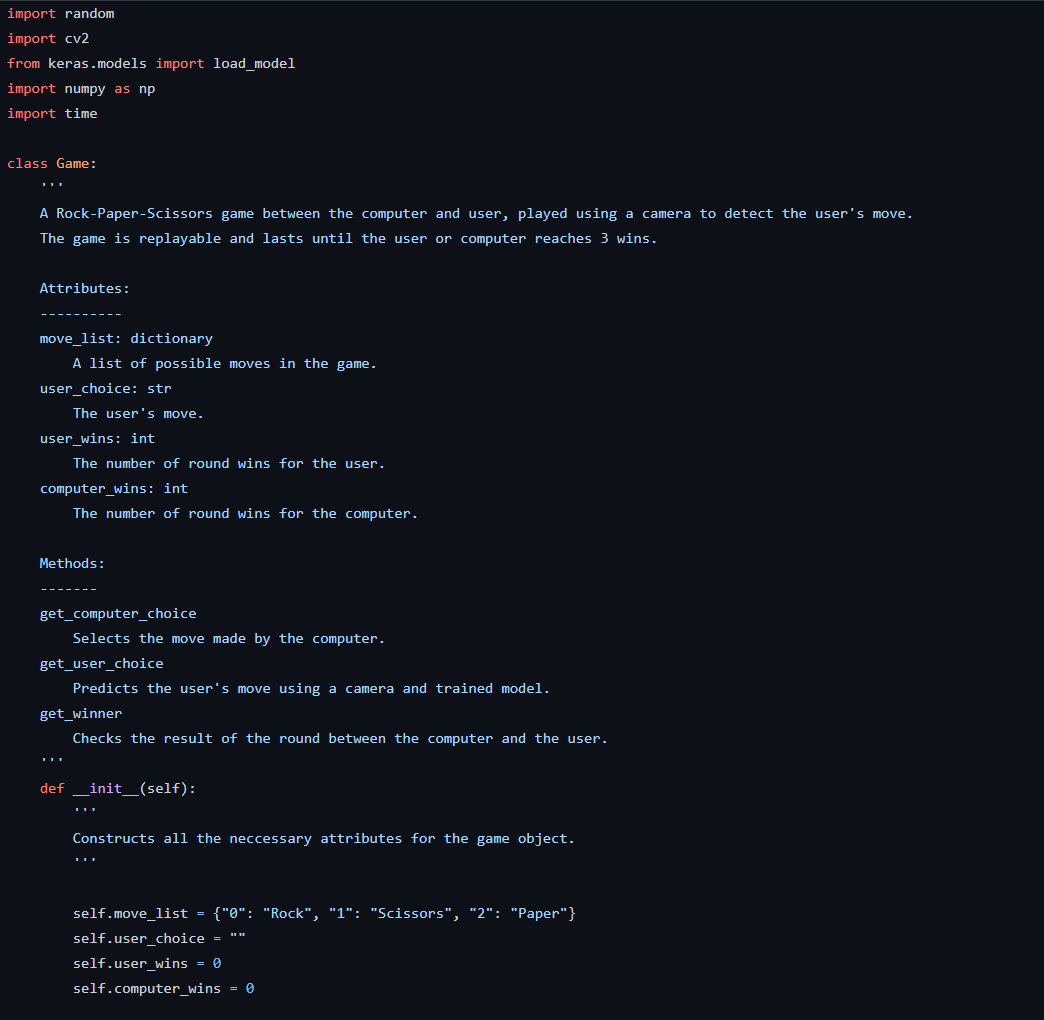 import random
import cv2
from keras.models import load_model
import numpy as np
import time

class Game:
    '''
    A Rock-Paper-Scissors game between the computer and user, played using a camera to detect the user's move.
    The game is replayable and lasts until the user or computer reaches 3 wins.

    Attributes:
    ----------
    move_list: dictionary
        A list of possible moves in the game.
    user_choice: str
        The user's move.
    user_wins: int
        The number of round wins for the user.
    computer_wins: int
        The number of round wins for the computer.

    Methods:
    -------
    get_computer_choice
        Selects the move made by the computer.
    get_user_choice
        Predicts the user's move using a camera and trained model.
    get_winner
        Checks the result of the round between the computer and the user.
    '''
    def __init__(self):
        '''
        Constructs all the neccessary attributes for the game object.
        '''

        self.move_list = {"0": "Rock", "1": "Scissors", "2": "Paper"}
        self.user_choice = ""
        self.user_wins = 0
        self.computer_wins = 0